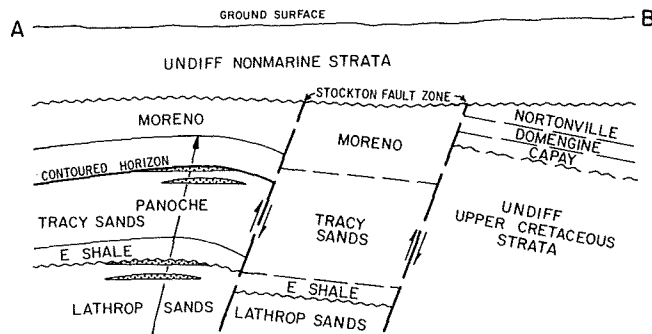 GROUND SURFACE
A
B
UNDIFF NONMARINE STRATA
STOCKTON FAULT ZONE
MORENO
MORENO
NORTONVILLE
DOMENGINE
CAPAY
CONTOURED HORIZON
PANOCHE
TRACY SANDS
TRACY
SANDS
UNDIFF
UPPER CRETACEOUS
STRATA
E SHALE
E SHALE
LATHROP SANDS
LATHROP SANDS